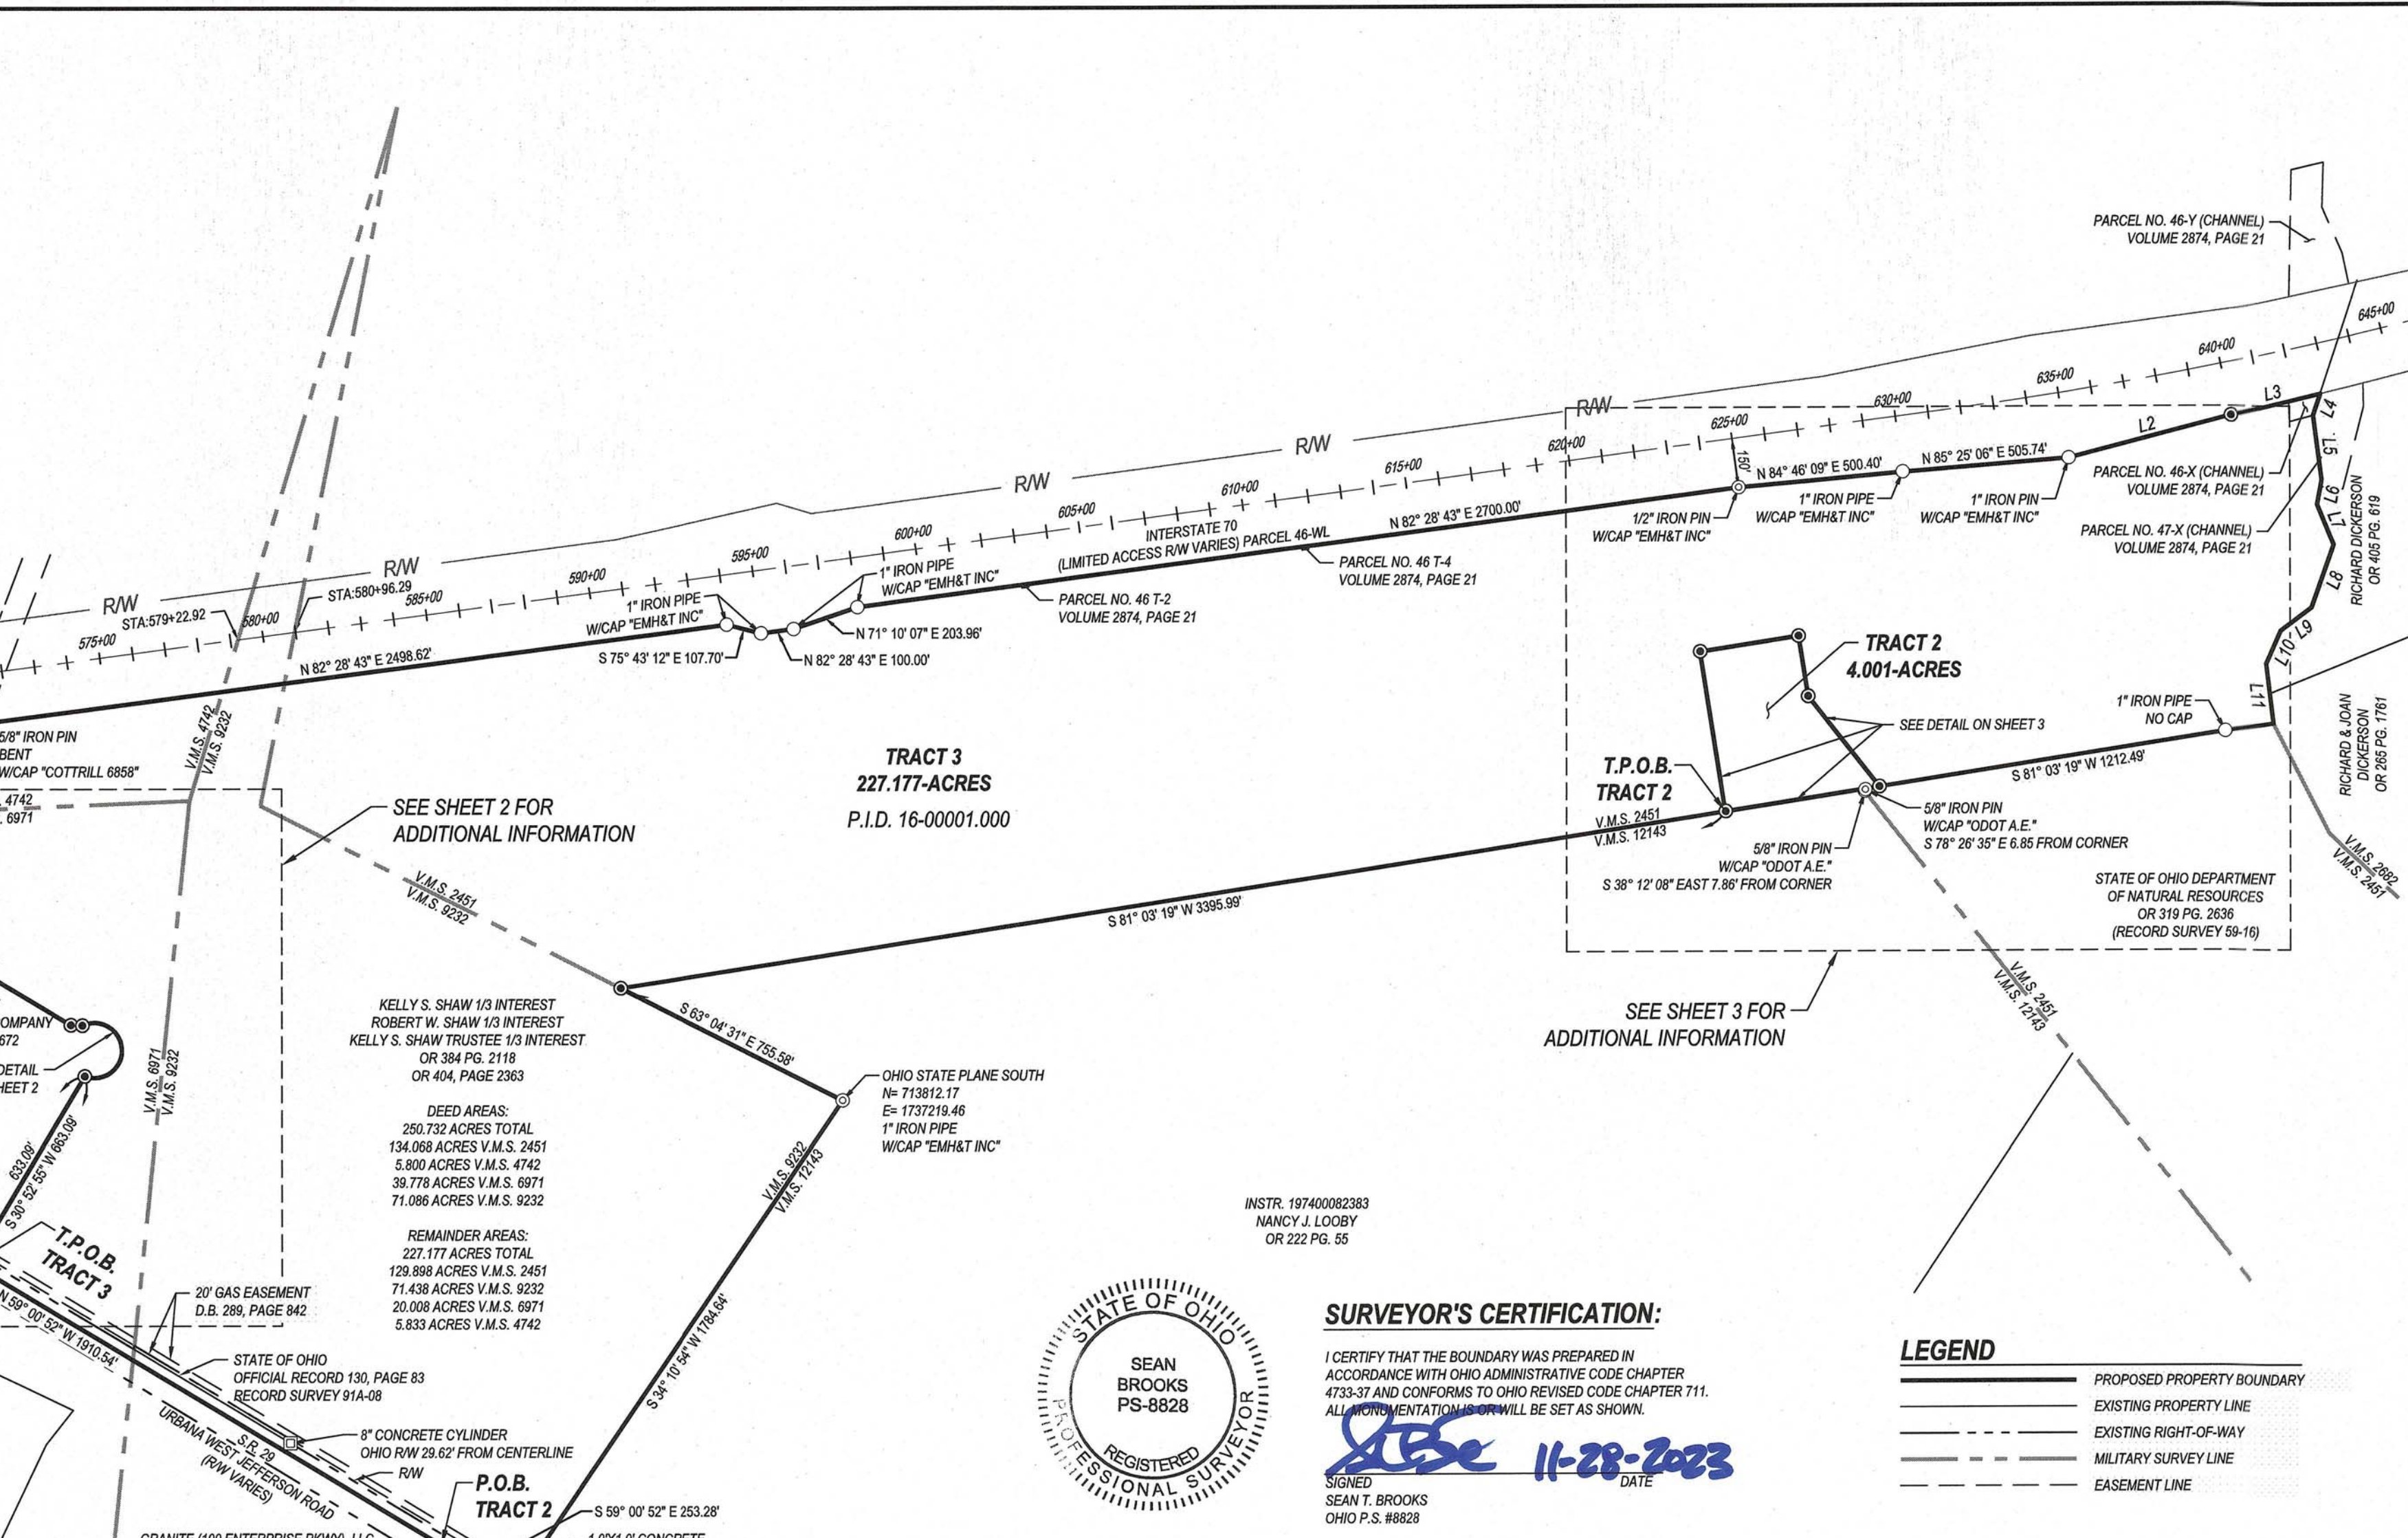 PARCEL NO. 46-Y (CHANNEL)
VOLUME 2874, PAGE 21
645+00
640+00
635+00
630+00
625+00
620+00
615+00
610+00
605+00
600+00
595+00
590+00
585+00
580+00
575+00
R/W
R/W
R/W
R/W
R/W
STA:579+22.92
STA:580+96.29
L2
L3
L4
L5
L6
L7
L8
L9
L10
L11
150'
N 84° 46' 09" E 500.40'
N 85° 25' 06" E 505.74'
PARCEL NO. 46-X (CHANNEL)
VOLUME 2874, PAGE 21
PARCEL NO. 47-X (CHANNEL)
VOLUME 2874, PAGE 21
RICHARD DICKERSON
OR 405 PG. 619
1/2" IRON PIN
W/CAP "EMH&T INC"
1" IRON PIPE
W/CAP "EMH&T INC"
1" IRON PIN
W/CAP "EMH&T INC"
N 82° 28' 43" E 2700.00'
INTERSTATE 70
(LIMITED ACCESS R/W VARIES) PARCEL 46-WL
PARCEL NO. 46 T-4
VOLUME 2874, PAGE 21
PARCEL NO. 46 T-2
VOLUME 2874, PAGE 21
1" IRON PIPE
W/CAP "EMH&T INC"
1" IRON PIPE
W/CAP "EMH&T INC"
N 71° 10' 07" E 203.96'
N 82° 28' 43" E 100.00'
S 75° 43' 12" E 107.70'
N 82° 28' 43" E 2498.62'
V.M.S. 4742
V.M.S. 9232
5/8" IRON PIN
BENT
W/CAP "COTTRILL 6858"
4742
6971
SEE SHEET 2 FOR
ADDITIONAL INFORMATION
TRACT 3
227.177-ACRES
P.I.D. 16-00001.000
TRACT 2
4.001-ACRES
SEE DETAIL ON SHEET 3
1" IRON PIPE
NO CAP
RICHARD & JOAN
DICKERSON
OR 265 PG. 1761
T.P.O.B.
TRACT 2
V.M.S. 2451
V.M.S. 12143
S 81° 03' 19" W 1212.49'
5/8" IRON PIN
W/CAP "ODOT A.E."
S 78° 26' 35" E 6.85 FROM CORNER
5/8" IRON PIN
W/CAP "ODOT A.E."
S 38° 12' 08" EAST 7.86' FROM CORNER
STATE OF OHIO DEPARTMENT
OF NATURAL RESOURCES
OR 319 PG. 2636
(RECORD SURVEY 59-16)
V.M.S. 2682
V.M.S. 2451
V.M.S. 2451
V.M.S. 9232
S 81° 03' 19" W 3395.99'
V.M.S. 2451
V.M.S. 12143
SEE SHEET 3 FOR
ADDITIONAL INFORMATION
KELLY S. SHAW 1/3 INTEREST
ROBERT W. SHAW 1/3 INTEREST
KELLY S. SHAW TRUSTEE 1/3 INTEREST
OR 384 PG. 2118
OR 404, PAGE 2363
DEED AREAS:
250.732 ACRES TOTAL
134.068 ACRES V.M.S. 2451
5.800 ACRES V.M.S. 4742
39.778 ACRES V.M.S. 6971
71.086 ACRES V.M.S. 9232
REMAINDER AREAS:
227.177 ACRES TOTAL
129.898 ACRES V.M.S. 2451
71.438 ACRES V.M.S. 9232
20.008 ACRES V.M.S. 6971
5.833 ACRES V.M.S. 4742
S 63° 04' 31" E 755.58'
OHIO STATE PLANE SOUTH
N= 713812.17
E= 1737219.46
1" IRON PIPE
W/CAP "EMH&T INC"
V.M.S. 9232
V.M.S. 12143
S 34° 10' 54" W 1784.64'
OMPANY
672
DETAIL
HEET 2
V.M.S. 6971
V.M.S. 9232
633.09'
S 30° 52' 55" W 663.09'
T.P.O.B.
TRACT 3
N 59° 00' 52" W 1910.54'
20' GAS EASEMENT
D.B. 289, PAGE 842
STATE OF OHIO
OFFICIAL RECORD 130, PAGE 83
RECORD SURVEY 91A-08
8" CONCRETE CYLINDER
OHIO R/W 29.62' FROM CENTERLINE
S.R. 29
URBANA WEST JEFFERSON ROAD
(R/W VARIES)
R/W
P.O.B.
TRACT 2
S 59° 00' 52" E 253.28'
INSTR. 197400082383
NANCY J. LOOBY
OR 222 PG. 55
STATE OF OHIO
SEAN
BROOKS
PS-8828
REGISTERED
PROFESSIONAL SURVEYOR
SURVEYOR'S CERTIFICATION:
I CERTIFY THAT THE BOUNDARY WAS PREPARED IN
ACCORDANCE WITH OHIO ADMINISTRATIVE CODE CHAPTER
4733-37 AND CONFORMS TO OHIO REVISED CODE CHAPTER 711.
ALL MONUMENTATION IS OR WILL BE SET AS SHOWN.
11-28-2023
SIGNED
DATE
SEAN T. BROOKS
OHIO P.S. #8828
LEGEND
PROPOSED PROPERTY BOUNDARY
EXISTING PROPERTY LINE
EXISTING RIGHT-OF-WAY
MILITARY SURVEY LINE
EASEMENT LINE